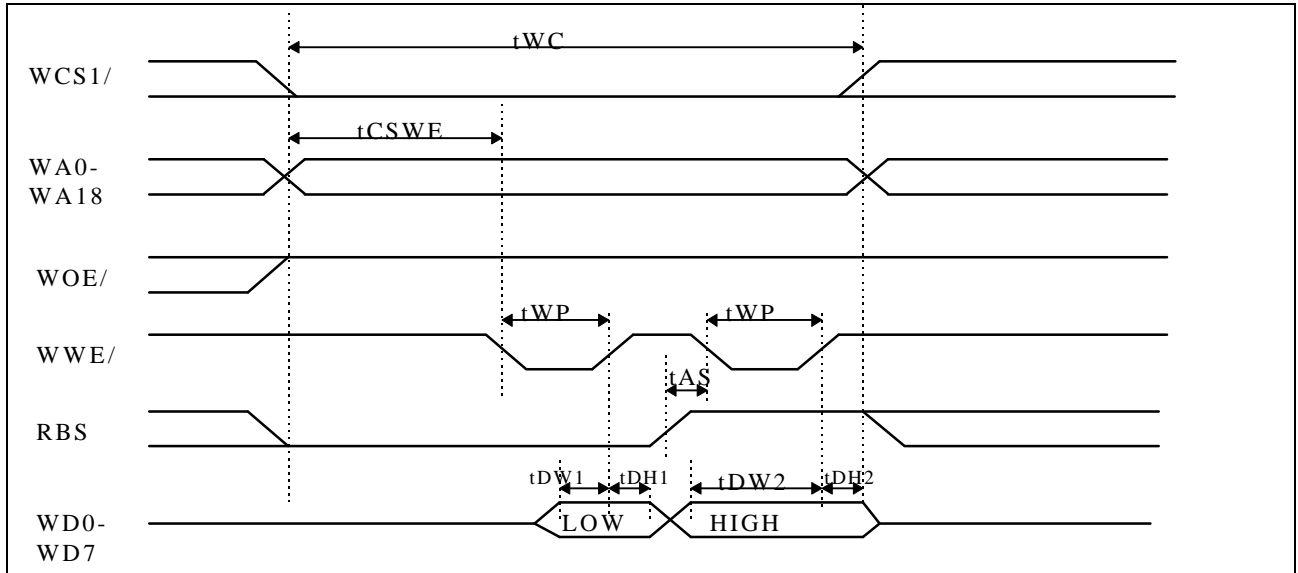 tWC
WCS1/
tCSWE
WA0-
WA18
WOE/
tWP tWP
WWE/
tAS
RBS
tDW1 tDH1 tDW2 tDH2
WD0-
WD7
LOW HIGH